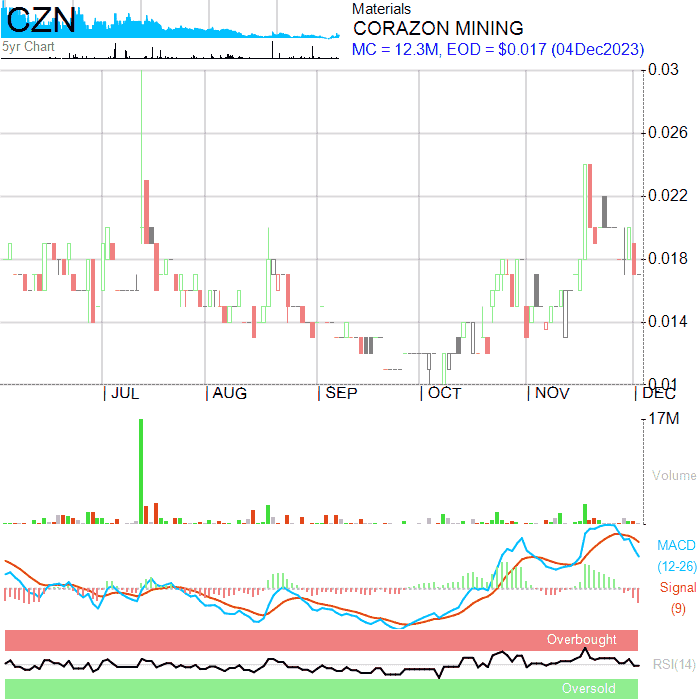 CZN
5yr Chart
Materials
CORAZON MINING
MC = 12.3M, EOD = $0.017 (04Dec2023)
0.03
0.026
0.022
0.018
0.014
0.01
JUL AUG SEP OCT NOV DEC
17M
Volume
MACD
(12-26)
Signal
(9)
Overbought
RSI(14)
Oversold